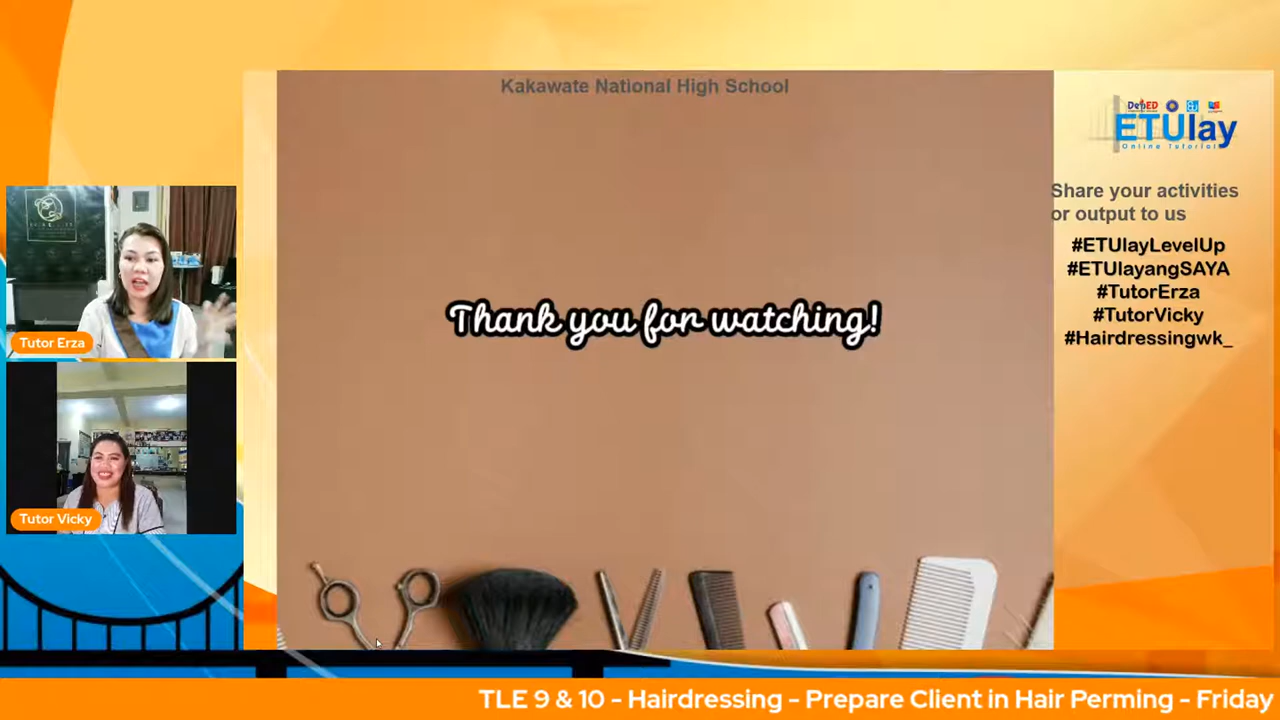 Kakawate National High School
DepED
ETUlay
Online Tutorial
Share your activities
or output to us
#ETUlayLevelUp
#ETUlayangSAYA
#TutorErza
#TutorVicky
#Hairdressingwk_
Thank you for watching!
Tutor Erza
Tutor Vicky
TLE 9 & 10 - Hairdressing - Prepare Client in Hair Perming - Friday